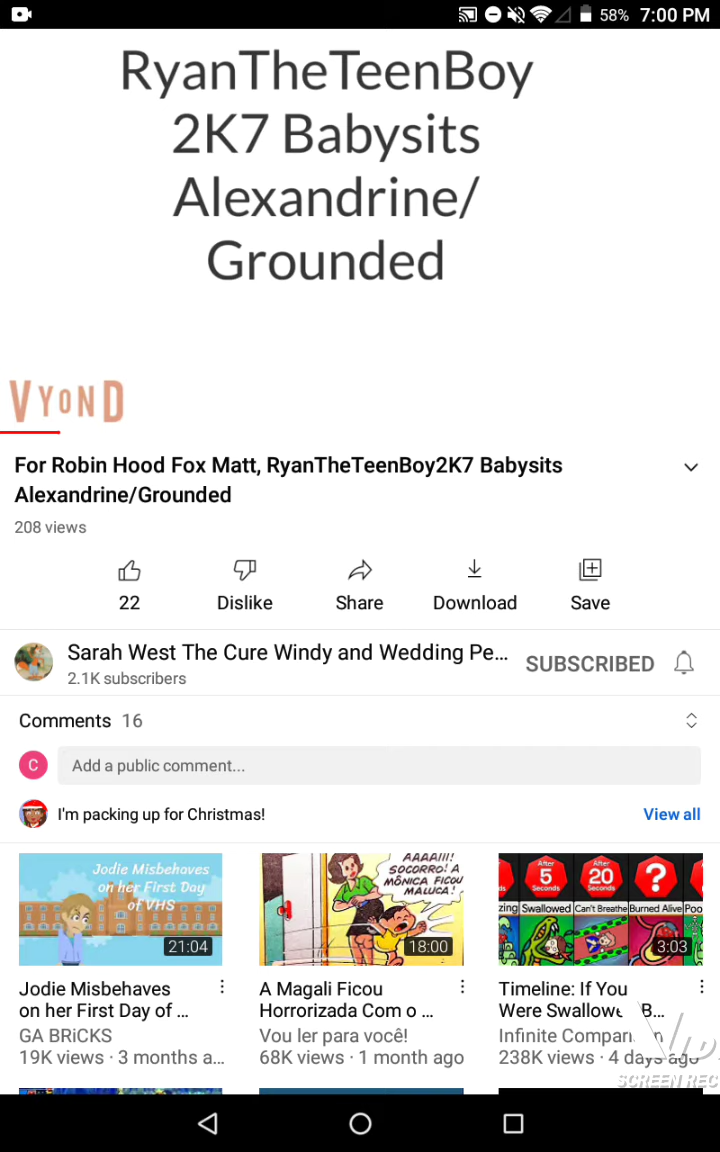 58% 7:00 PM
RyanTheTeenBoy
2K7 Babysits
Alexandrine/
Grounded
VYOND
For Robin Hood Fox Matt, RyanTheTeenBoy2K7 Babysits
Alexandrine/Grounded
208 views
22 Dislike Share Download Save
Sarah West The Cure Windy and Wedding Pe...
SUBSCRIBED
2.1K subscribers
Comments 16
C
Add a public comment...
I'm packing up for Christmas!
View all
Jodie Misbehaves
on her First Day
of VHS
21:04
AAAAIII!
SOCORRO! A
MÔNICA FICOU
MALUCA!
18:00
After
5
Seconds
After
20
Seconds
?
Swallowed Can't Breathe Burned Alive
3:03
Jodie Misbehaves
on her First Day of ...
GA BRiCKS
19K views · 3 months a...
A Magali Ficou
Horrorizada Com o ...
Vou ler para você!
68K views · 1 month ago
Timeline: If You
Were Swallowe B...
Infinite Compari n
238K views · 4 days ago
SCREEN REC